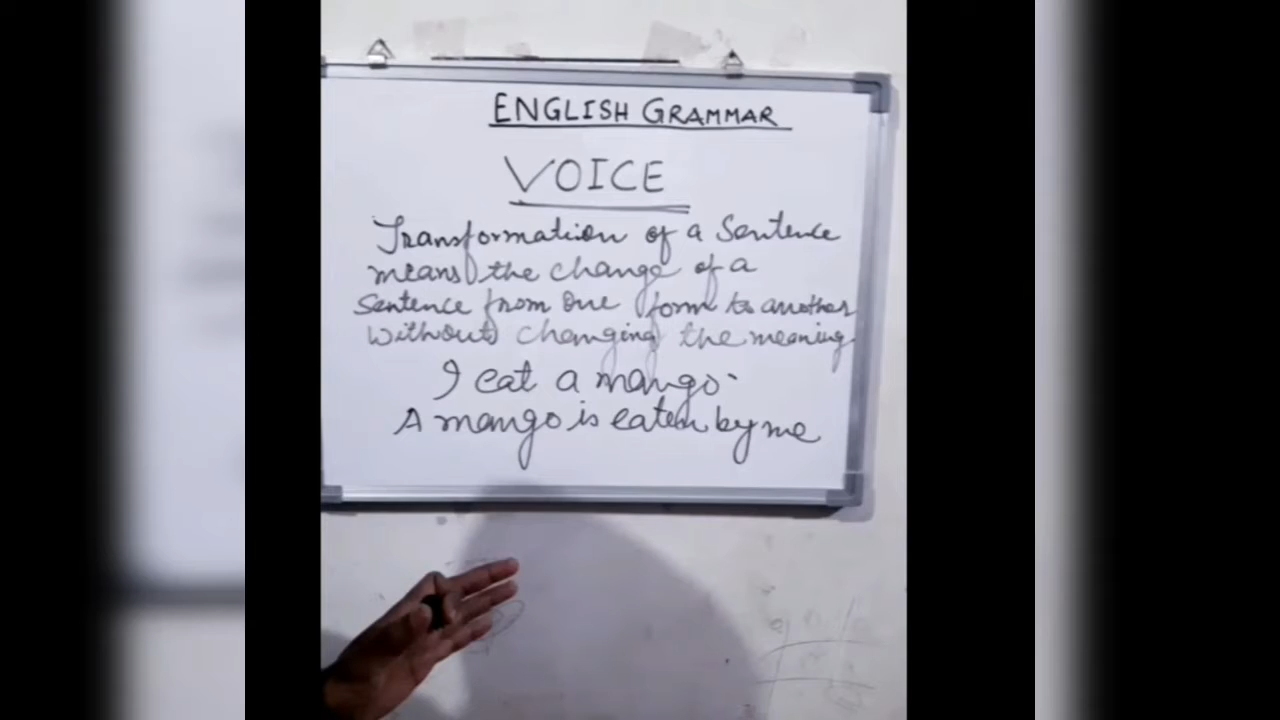 ENGLISH GRAMMAR
VOICE
Transformation of a Sentence
means the change of a
Sentence from one form to another
without changing the meaning
I eat a mango.
A mango is eaten by me